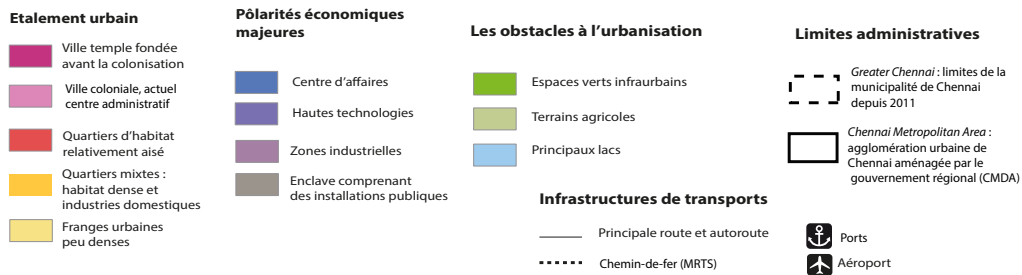 Etalement urbain
Ville temple fondée
avant la colonisation
Ville coloniale, actuel
centre administratif
Quartiers d'habitat
relativement aisé
Quartiers mixtes :
habitat dense et
industries domestiques
Franges urbaines
peu denses
Pôlarités économiques
majeures
Centre d'affaires
Hautes technologies
Zones industrielles
Enclave comprenant
des installations publiques
Les obstacles à l'urbanisation
Espaces verts infraurbains
Terrains agricoles
Principaux lacs
Limites administratives
Greater Chennai : limites de la
municipalité de Chennai
depuis 2011
Chennai Metropolitan Area :
agglomération urbaine de
Chennai aménagée par le
gouvernement régional (CMDA)
Infrastructures de transports
Principale route et autoroute
Chemin-de-fer (MRTS)
Ports
Aéroport